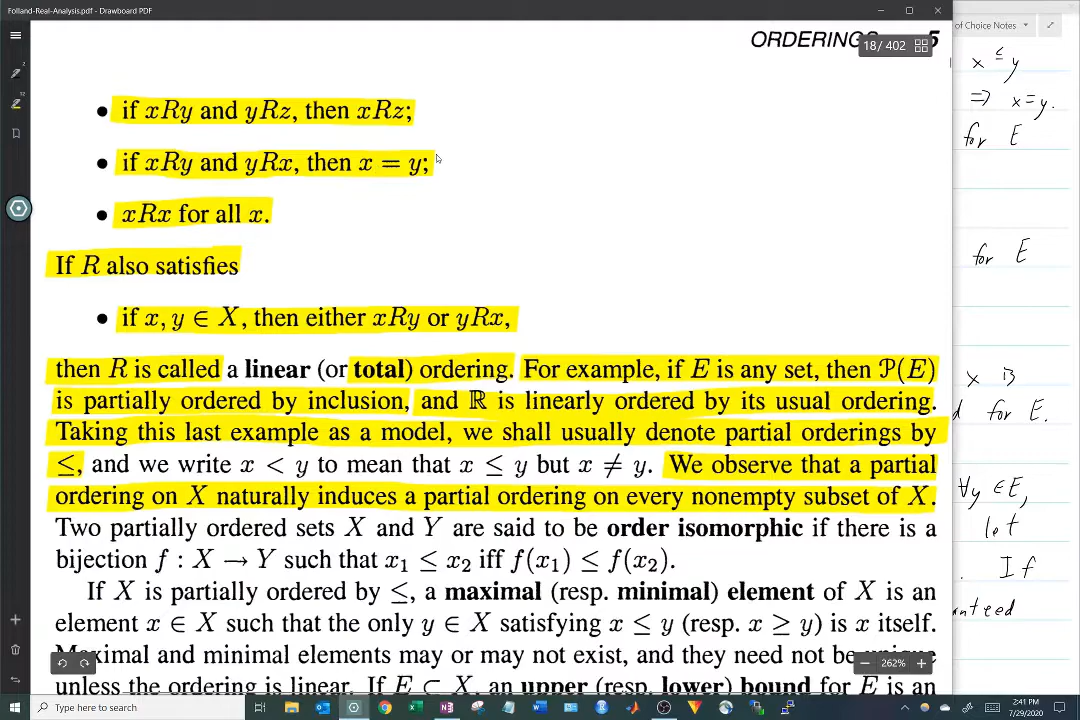 Folland-Real-Analysis.pdf - Drawboard PDF
of Choice Notes
ORDERINGS 5
18 / 402
• if xRy and yRz, then xRz;
• if xRy and yRx, then x = y;
• xRx for all x.
If R also satisfies
• if x, y ∈ X, then either xRy or yRx,
then R is called a linear (or total) ordering. For example, if E is any set, then 𝒫(E)
is partially ordered by inclusion, and ℝ is linearly ordered by its usual ordering.
Taking this last example as a model, we shall usually denote partial orderings by
≤, and we write x < y to mean that x ≤ y but x ≠ y. We observe that a partial
ordering on X naturally induces a partial ordering on every nonempty subset of X.
Two partially ordered sets X and Y are said to be order isomorphic if there is a
bijection f : X → Y such that x₁ ≤ x₂ iff f(x₁) ≤ f(x₂).
If X is partially ordered by ≤, a maximal (resp. minimal) element of X is an
element x ∈ X such that the only y ∈ X satisfying x ≤ y (resp. x ≥ y) is x itself.
Maximal and minimal elements may or may not exist, and they need not be unique
unless the ordering is linear. If E ⊂ X, an upper (resp. lower) bound for E is an
262%
x ≤ y
⇒ x = y.
for E
for E
x is
d for E.
∀y ∈ E,
let
. If
anteed
Type here to search
2:41 PM
7/29/2020